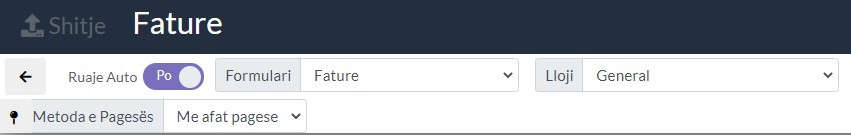 Shitje Fature
Ruaje Auto Po Formulari Fature Lloji General
Metoda e Pagesës Me afat pagese